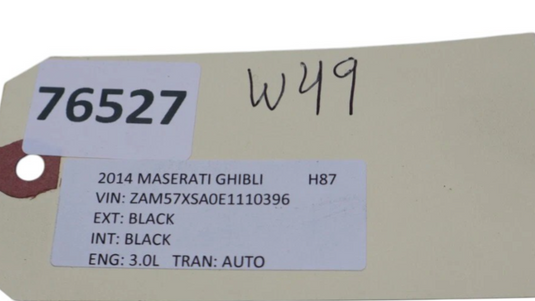 76527
W49
2014 MASERATI GHIBLI H87
VIN: ZAM57XSA0E1110396
EXT: BLACK
INT: BLACK
ENG: 3.0L TRAN: AUTO